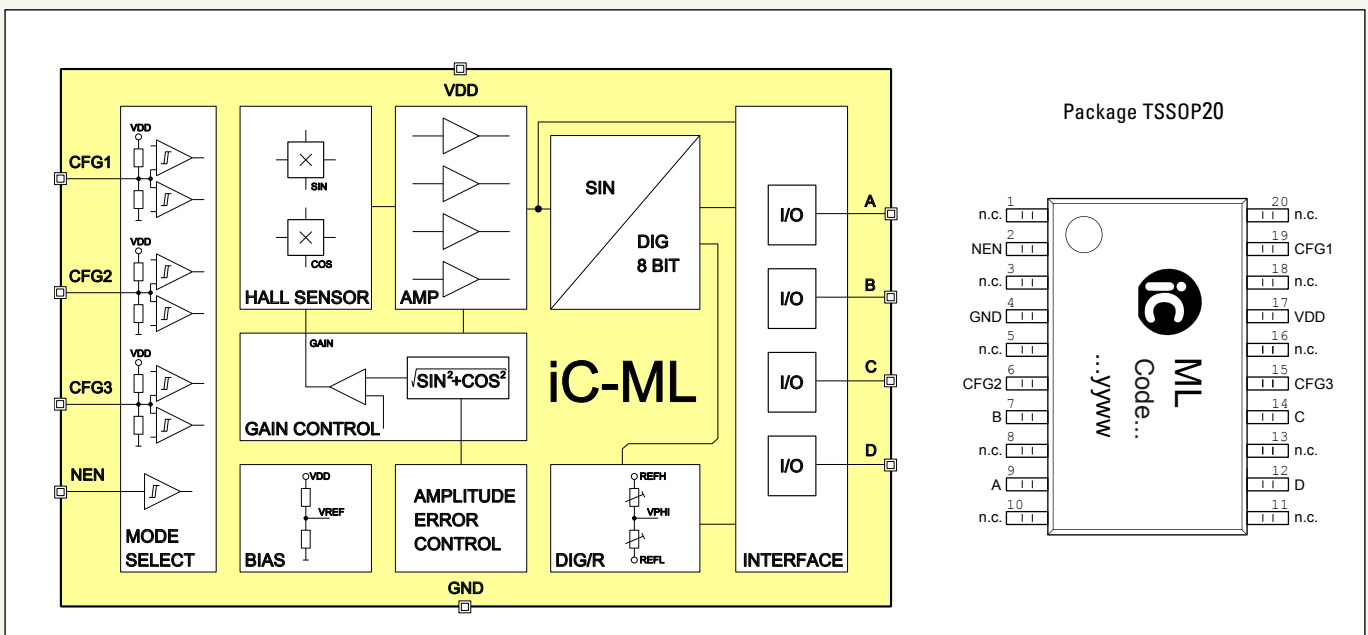 VDD
Package TSSOP20
CFG1
CFG2
CFG3
NEN
VDD
VDD
VDD
MODE
SELECT
SIN
COS
HALL SENSOR
AMP
SIN
DIG
8 BIT
GAIN
√SIN²+COS²
GAIN CONTROL
iC-ML
VDD
VREF
BIAS
AMPLITUDE
ERROR
CONTROL
REFH
VPHI
REFL
DIG/R
I/O
I/O
I/O
I/O
INTERFACE
A
B
C
D
GND
1 n.c.
2 NEN
3 n.c.
4 GND
5 n.c.
6 CFG2
7 B
8 n.c.
9 A
10 n.c.
20 n.c.
19 CFG1
18 n.c.
17 VDD
16 n.c.
15 CFG3
14 C
13 n.c.
12 D
11 n.c.
iC
ML
Code...
...yyww